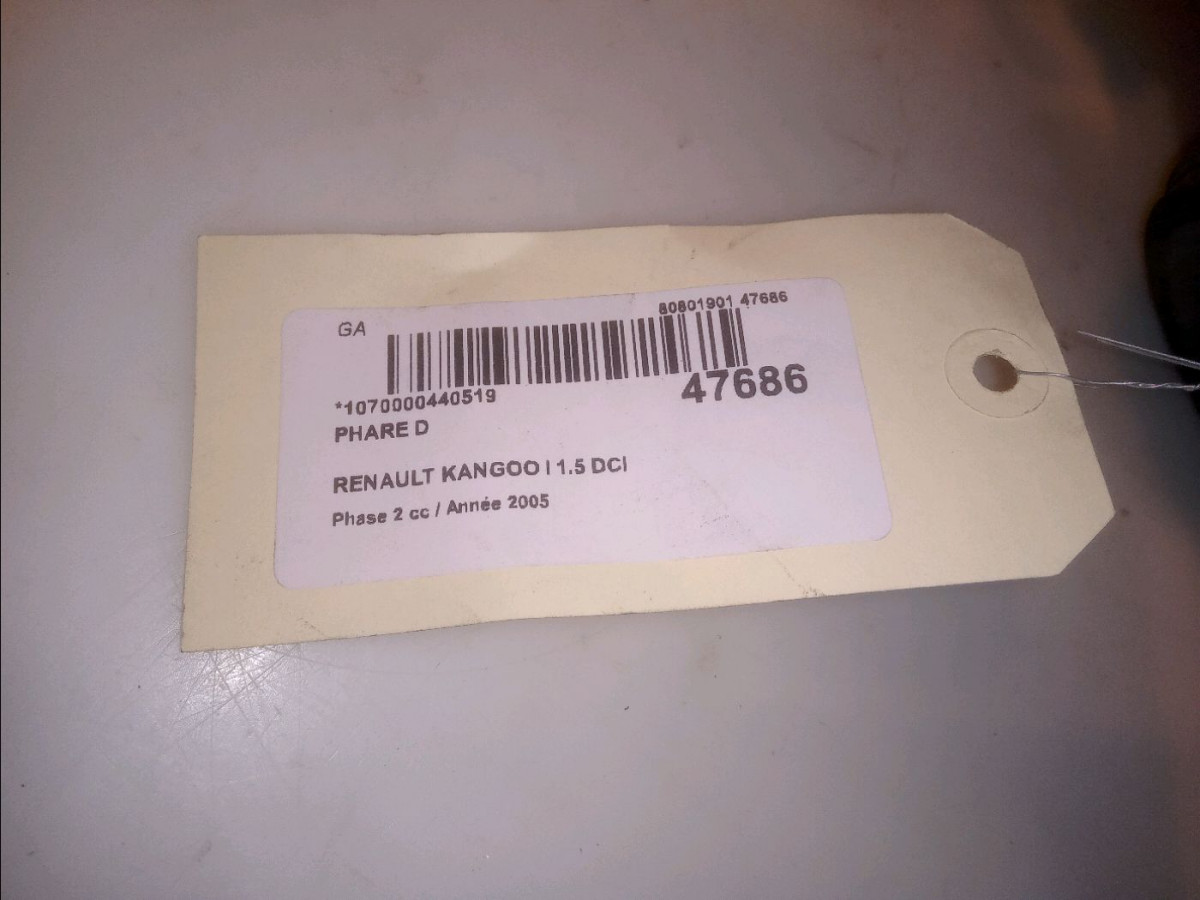 GA
80801901 47686
47686
*1070000440519
PHARE D
RENAULT KANGOO I 1.5 DCI
Phase 2 cc / Année 2005